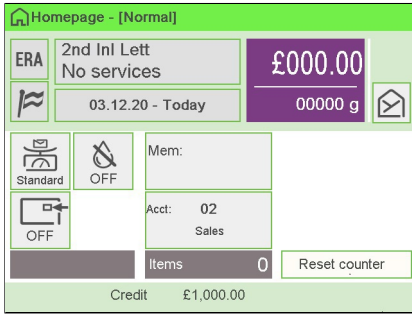 Homepage - [Normal]
ERA
2nd Inl Lett
No services
£000.00
03.12.20 - Today
00000 g
Standard
OFF
Mem:
OFF
Acct: 02
Sales
Items 0
Reset counter
Credit £1,000.00